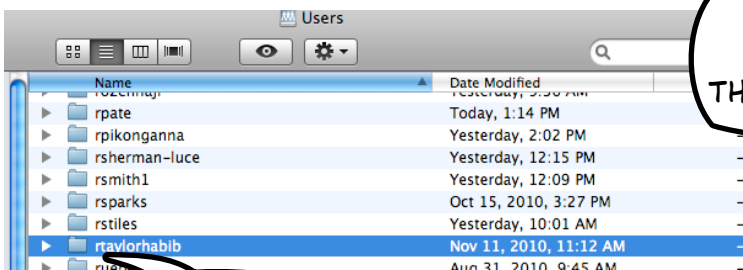 Users
Name Date Modified
TH
rpate Today, 1:14 PM
rpikonganna Yesterday, 2:02 PM
rsherman-luce Yesterday, 12:15 PM
rsmith1 Yesterday, 12:09 PM
rsparks Oct 15, 2010, 3:27 PM
rstiles Yesterday, 10:01 AM
rtaylorhabib Nov 11, 2010, 11:12 AM
Aug 31, 2010, 9:45 AM